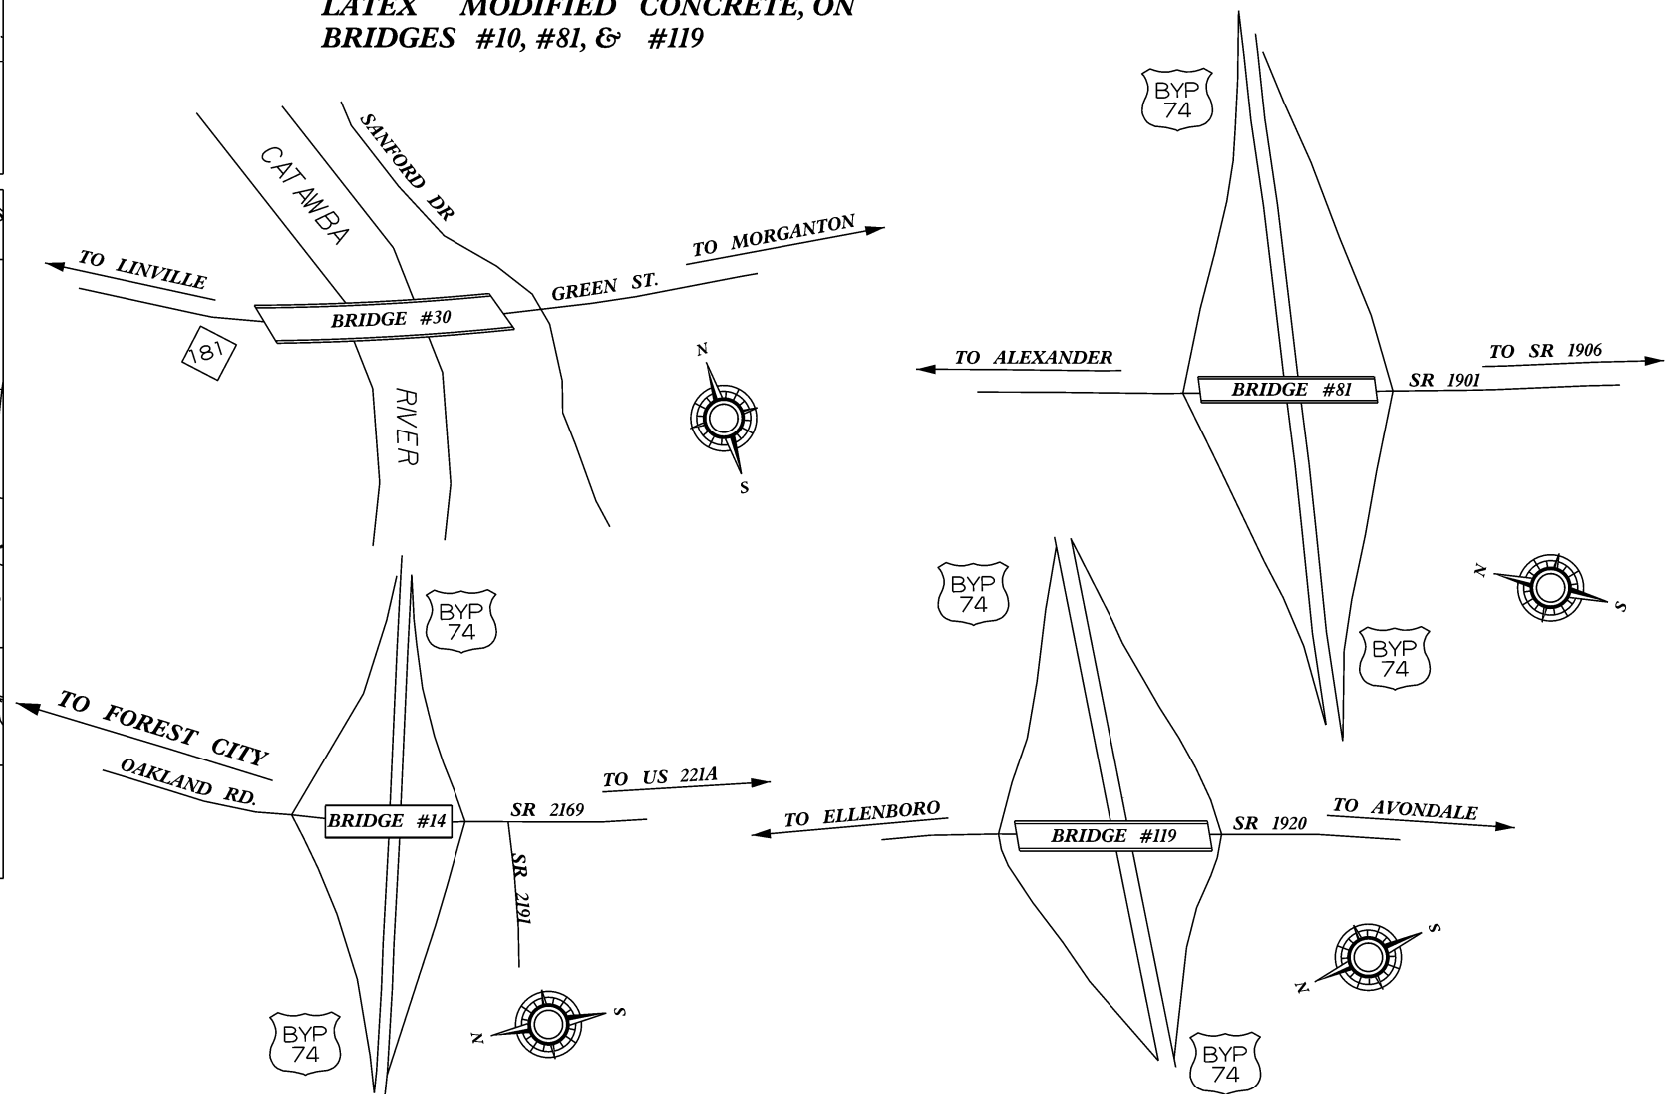 LATEX MODIFIED CONCRETE, ON
BRIDGES #10, #81, & #119
CATAWBA
RIVER
SANFORD DR
TO LINVILLE
181
BRIDGE #30
GREEN ST.
TO MORGANTON
N
S
BYP
74
TO ALEXANDER
BRIDGE #81
SR 1901
TO SR 1906
N
S
BYP
74
BYP
74
TO FOREST CITY
OAKLAND RD.
BRIDGE #14
SR 2169
TO US 221A
SR 2191
N
S
BYP
74
BYP
74
TO ELLENBORO
BRIDGE #119
SR 1920
TO AVONDALE
N
S
BYP
74